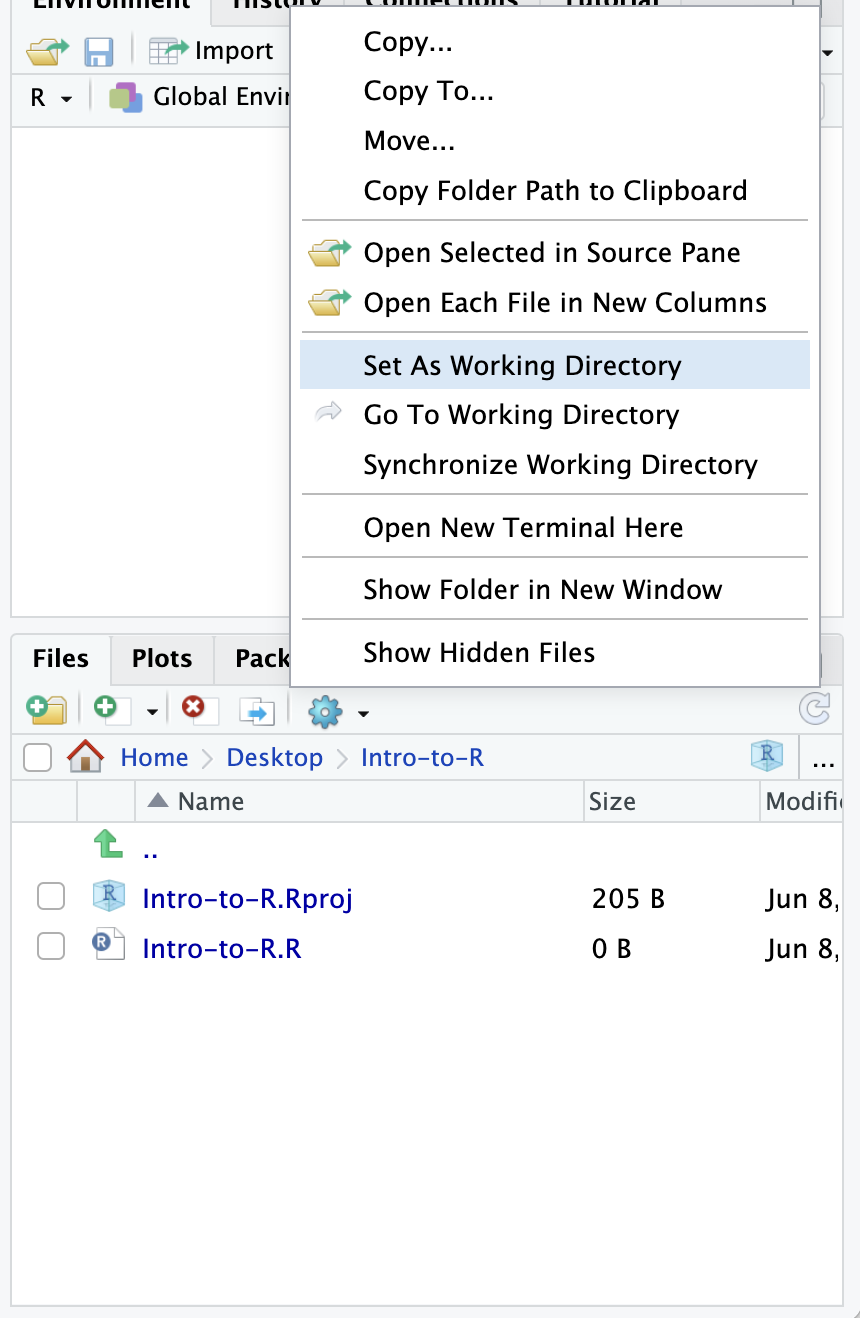 Environment History Connections Tutorial
Import
R Global Envir
Copy...
Copy To...
Move...
Copy Folder Path to Clipboard
Open Selected in Source Pane
Open Each File in New Columns
Set As Working Directory
Go To Working Directory
Synchronize Working Directory
Open New Terminal Here
Show Folder in New Window
Show Hidden Files
Files Plots Pack
Home Desktop Intro-to-R R ...
Name Size Modifi
..
R Intro-to-R.Rproj 205 B Jun 8,
R Intro-to-R.R 0 B Jun 8,